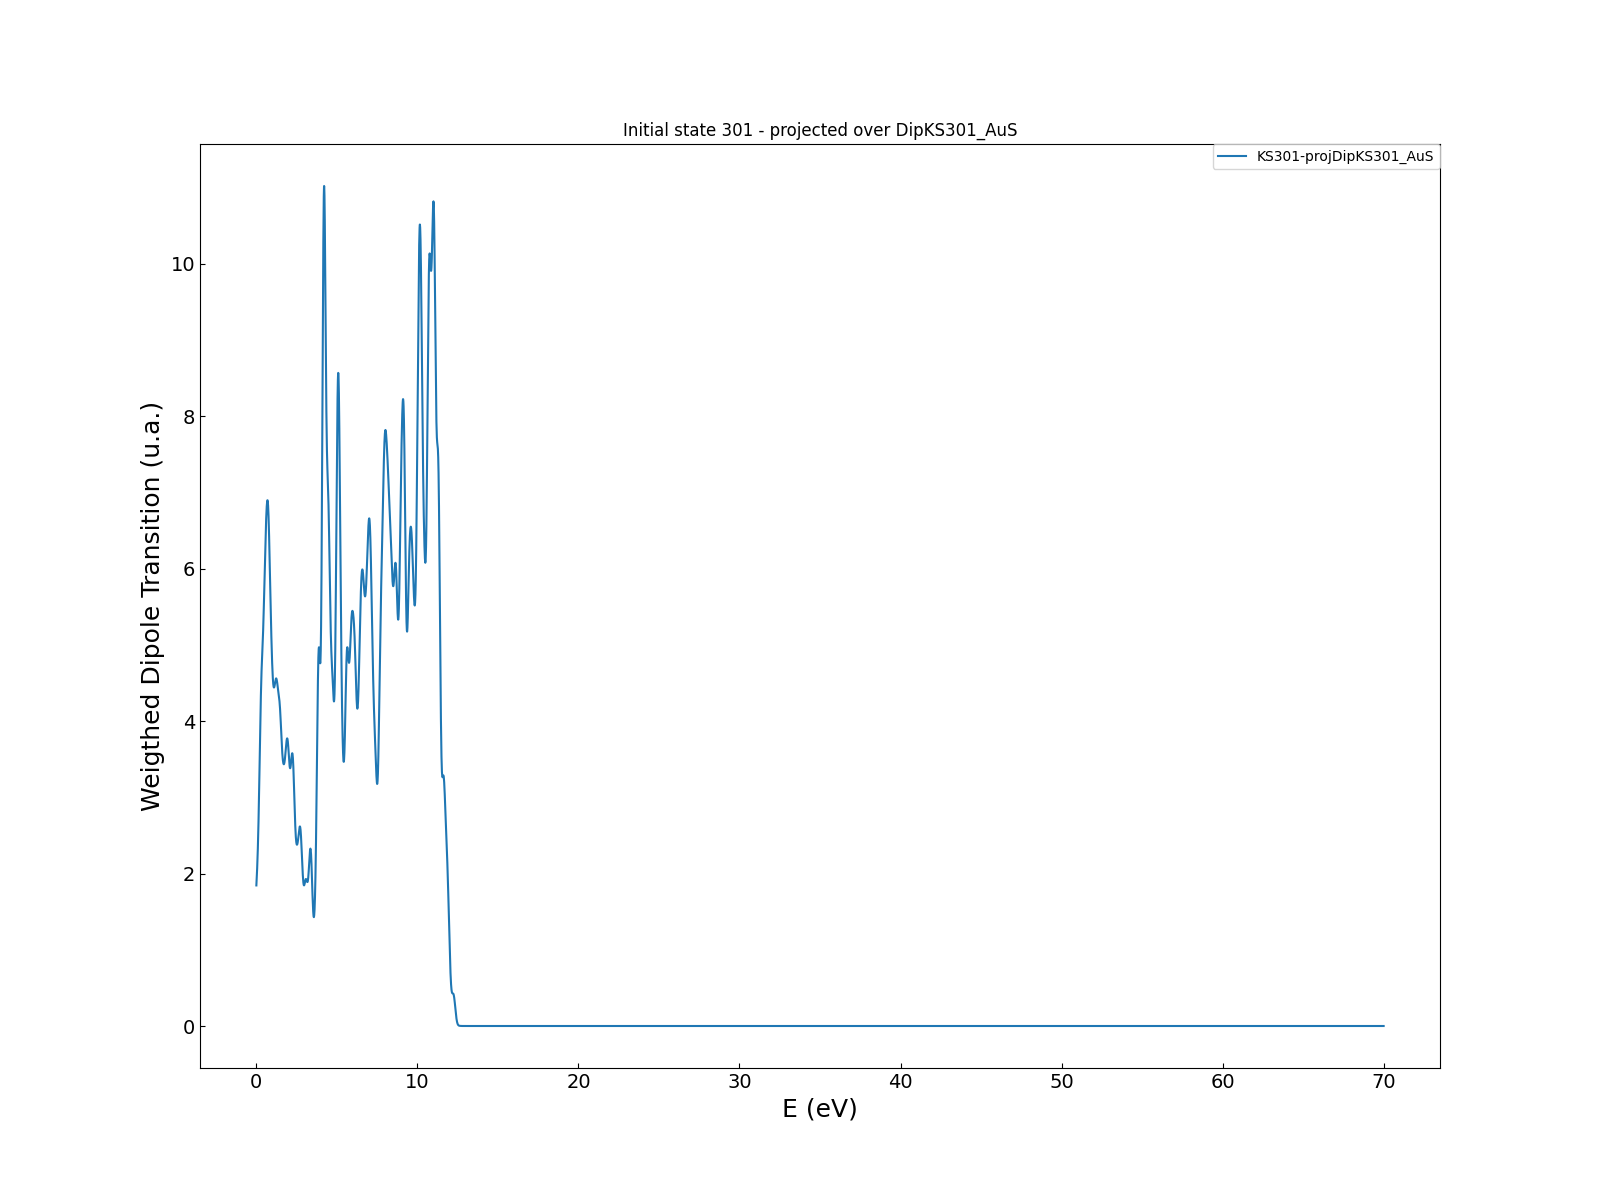 Initial state 301 - projected over DipKS301_AuS
KS301-projDipKS301_AuS
Weigthed Dipole Transition (u.a.)
10
8
6
4
2
0
0 10 20 30 40 50 60 70
E (eV)